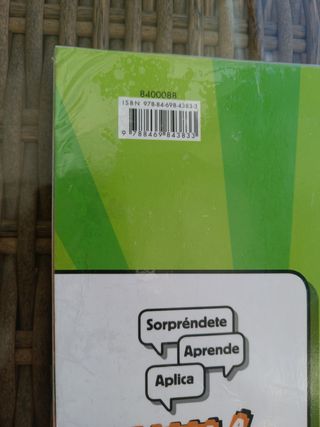 8400088
ISBN 978-84-698-4383-3
9 788469 843833
Sorpréndete
Aprende
Aplica